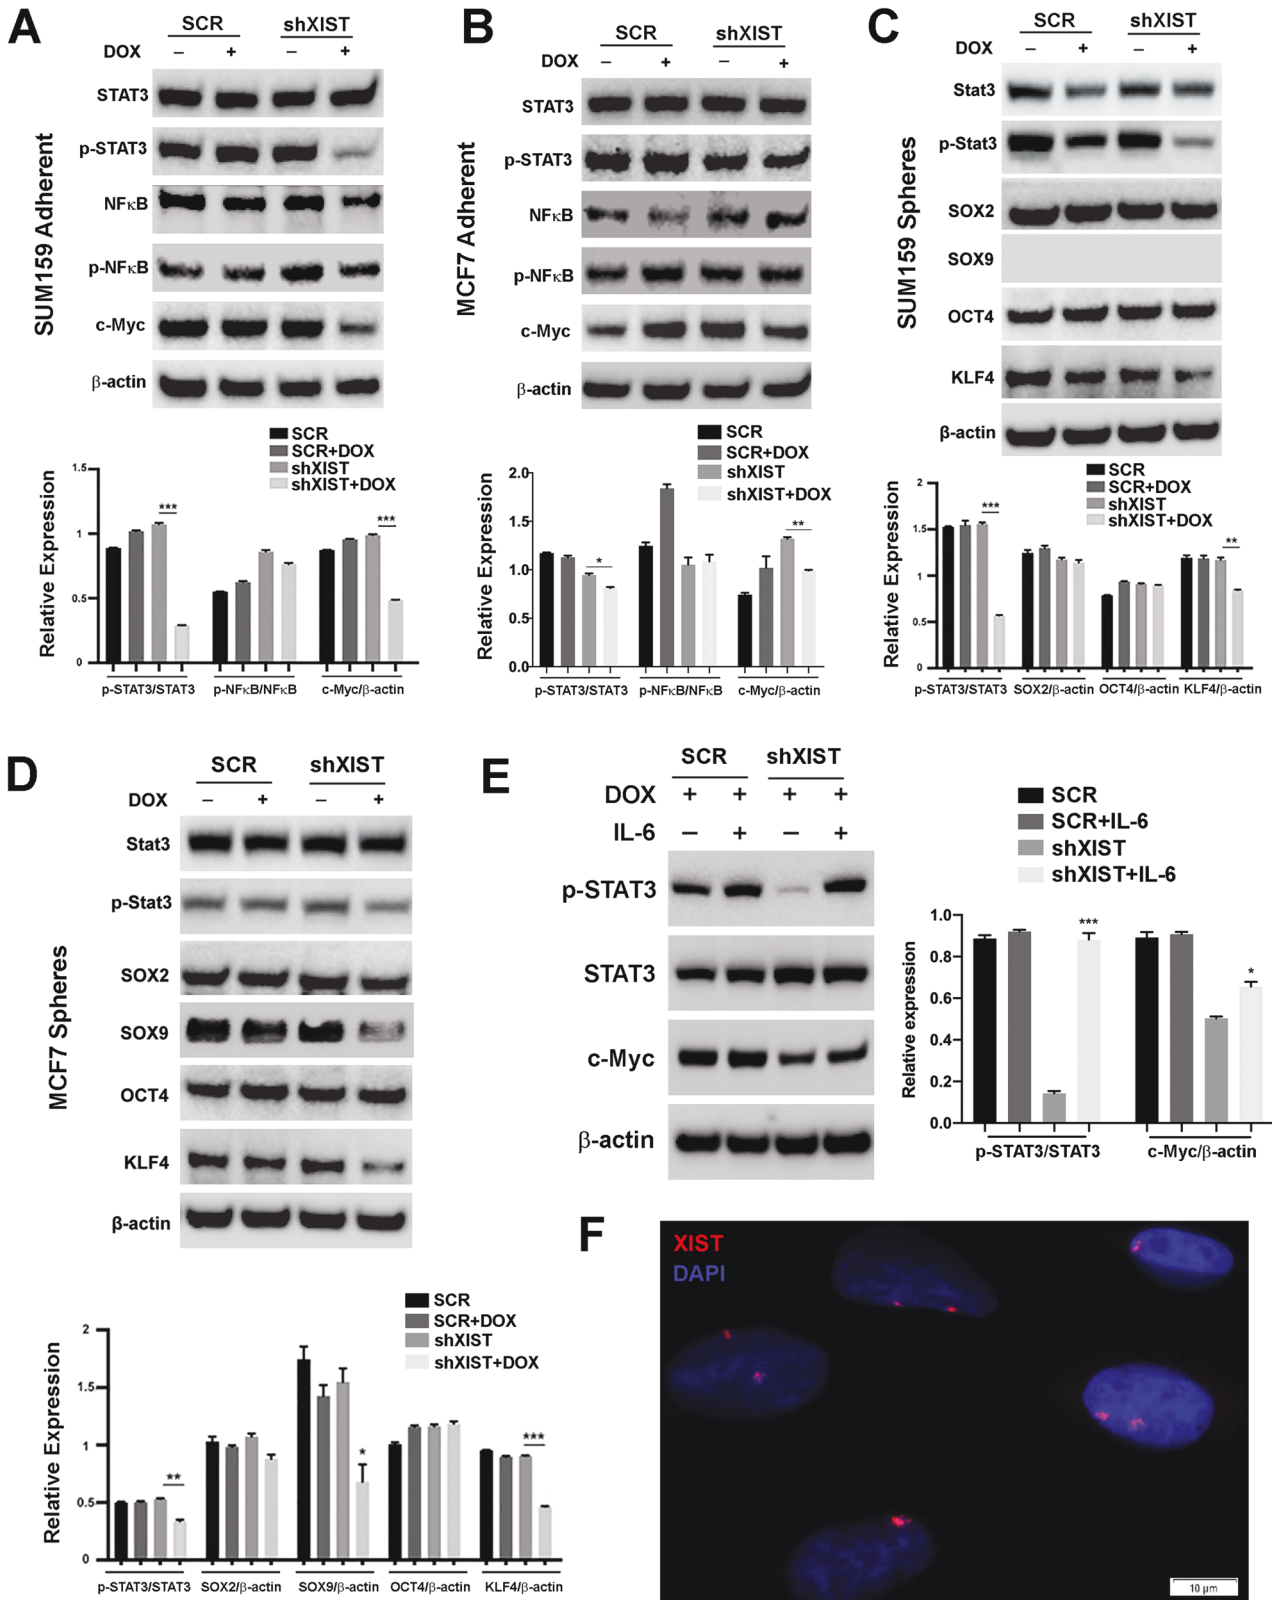 A
SCR shXIST
DOX – + – +
SUM159 Adherent
STAT3
p-STAT3
NFκB
p-NFκB
c-Myc
β-actin
SCR
SCR+DOX
shXIST
shXIST+DOX
Relative Expression
1.5
1
0.5
0
***
***
p-STAT3/STAT3 p-NFκB/NFκB c-Myc/β-actin
B
SCR shXIST
DOX – + – +
MCF7 Adherent
STAT3
p-STAT3
NFκB
p-NFκB
c-Myc
β-actin
SCR
SCR+DOX
shXIST
shXIST+DOX
Relative Expression
2.0
1.5
1.0
0.5
0.0
*
**
p-STAT3/STAT3 p-NFκB/NFκB c-Myc/β-actin
C
SCR shXIST
DOX – + – +
SUM159 Spheres
Stat3
p-Stat3
SOX2
SOX9
OCT4
KLF4
β-actin
SCR
SCR+DOX
shXIST
shXIST+DOX
Relative Expression
2
1.5
1
0.5
0
***
**
p-STAT3/STAT3 SOX2/β-actin OCT4/β-actin KLF4/β-actin
D
SCR shXIST
DOX – + – +
MCF7 Spheres
Stat3
p-Stat3
SOX2
SOX9
OCT4
KLF4
β-actin
SCR
SCR+DOX
shXIST
shXIST+DOX
Relative Expression
2
1.5
1
0.5
0
**
*
***
p-STAT3/STAT3 SOX2/β-actin SOX9/β-actin OCT4/β-actin KLF4/β-actin
E
SCR shXIST
DOX + + + +
IL-6 – + – +
p-STAT3
STAT3
c-Myc
β-actin
SCR
SCR+IL-6
shXIST
shXIST+IL-6
Relative expression
1.0
0.8
0.6
0.4
0.2
0.0
***
*
p-STAT3/STAT3 c-Myc/β-actin
F
XIST
DAPI
10 μm